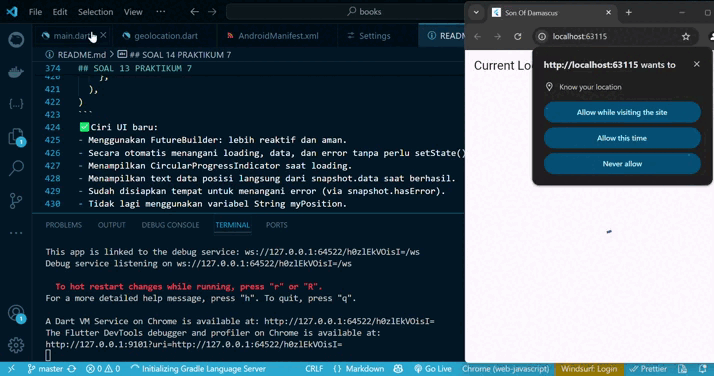 File Edit Selection View ... books
main.dart geolocation.dart AndroidManifest.xml Settings READ
README.md > ## SOAL 14 PRAKTIKUM 7
374 ## SOAL 13 PRAKTIKUM 7
420 },
421 ),
422 )
423 ```
424 ✅Ciri UI baru:
425 - Menggunakan FutureBuilder: lebih reaktif dan aman.
426 - Secara otomatis menangani loading, data, dan error tanpa perlu setState()
427 - Menampilkan CircularProgressIndicator saat loading.
428 - Menampilkan text data posisi langsung dari snapshot.data saat berhasil.
429 - Sudah disiapkan tempat untuk menangani error (via snapshot.hasError).
430 - Tidak lagi menggunakan variabel String myPosition.
PROBLEMS OUTPUT DEBUG CONSOLE TERMINAL PORTS
This app is linked to the debug service: ws://127.0.0.1:64522/h0zlEkVOisI=/ws
Debug service listening on ws://127.0.0.1:64522/h0zlEkVOisI=/ws
To hot restart changes while running, press "r" or "R".
For a more detailed help message, press "h". To quit, press "q".
A Dart VM Service on Chrome is available at: http://127.0.0.1:64522/h0zlEkVOisI=
The Flutter DevTools debugger and profiler on Chrome is available at:
http://127.0.0.1:9101?uri=http://127.0.0.1:64522/h0zlEkVOisI=
1
1
master 0 0 Initializing Gradle Language Server CRLF {} Markdown Go Live Chrome (web-javascript) Windsurf: Login Prettier
Son Of Damascus
localhost:63115
Current Lo
http://localhost:63115 wants to
Know your location
Allow while visiting the site
Allow this time
Never allow